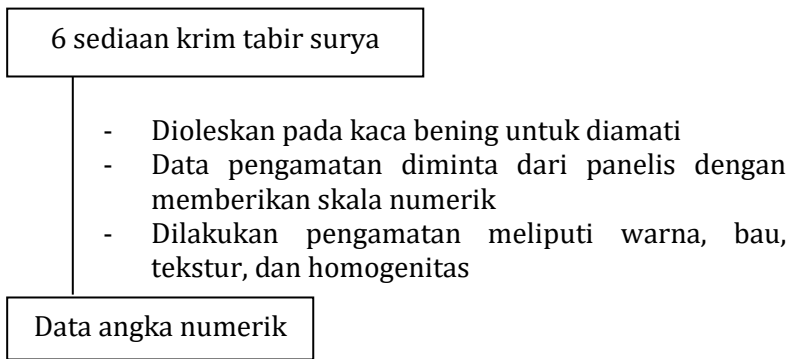 6 sediaan krim tabir surya
- Dioleskan pada kaca bening untuk diamati
- Data pengamatan diminta dari panelis dengan
memberikan skala numerik
- Dilakukan pengamatan meliputi warna, bau,
tekstur, dan homogenitas
Data angka numerik